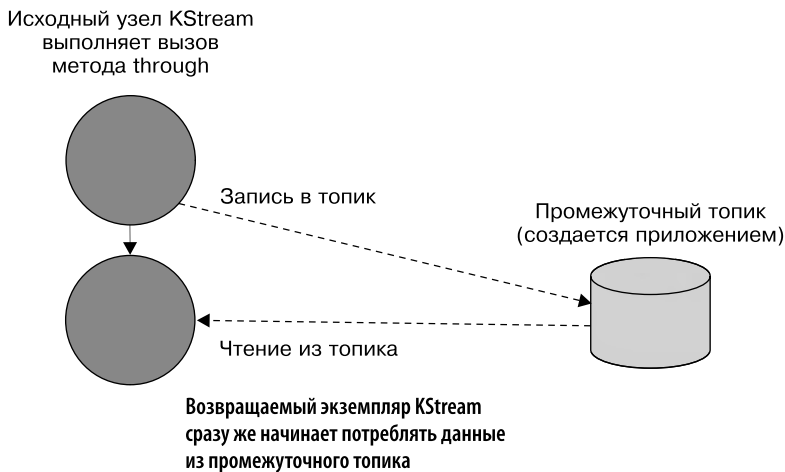 Исходный узел KStream
выполняет вызов
метода through
Запись в топик
Промежуточный топик
(создается приложением)
Чтение из топика
Возвращаемый экземпляр KStream
сразу же начинает потреблять данные
из промежуточного топика